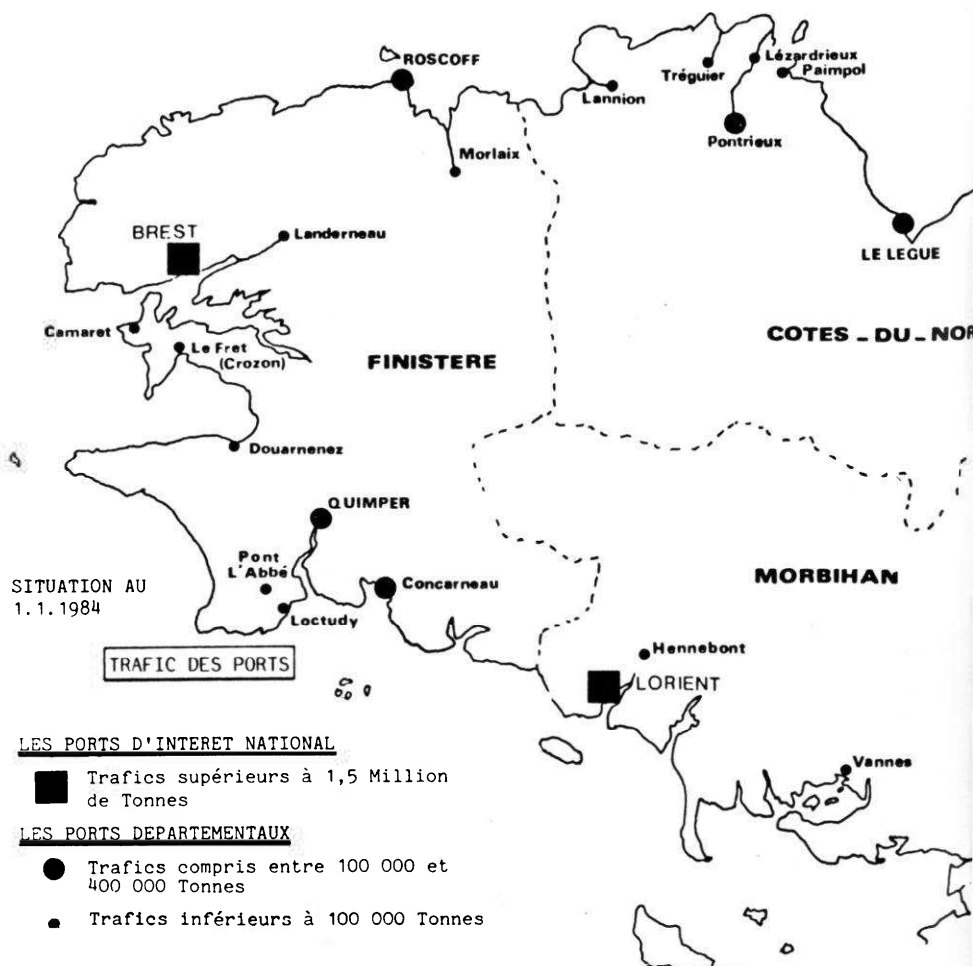 ROSCOFF
Lézardrieux
Tréguier
Paimpol
Lannion
Pontrieux
Morlaix
BREST
Landerneau
LE LEGUE
Camaret
COTES _ DU _ NOR
Le Fret
(Crozon)
FINISTERE
Douarnenez
QUIMPER
Pont
L'Abbé
Concarneau
MORBIHAN
SITUATION AU
1.1.1984
Loctudy
Hennebont
TRAFIC DES PORTS
LORIENT
LES PORTS D'INTERET NATIONAL
Vannes
Trafics supérieurs à 1,5 Million
de Tonnes
LES PORTS DEPARTEMENTAUX
Trafics compris entre 100 000 et
400 000 Tonnes
Trafics inférieurs à 100 000 Tonnes